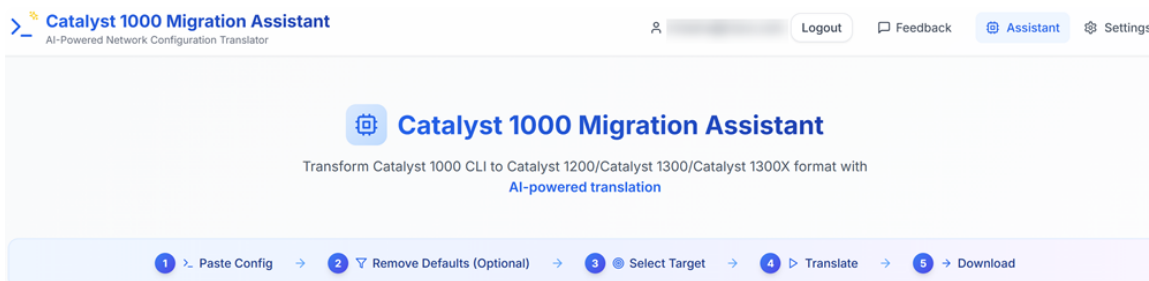 Catalyst 1000 Migration Assistant
AI-Powered Network Configuration Translator
Logout
Feedback
Assistant
Settings
Catalyst 1000 Migration Assistant
Transform Catalyst 1000 CLI to Catalyst 1200/Catalyst 1300/Catalyst 1300X format with
AI-powered translation
1 Paste Config → 2 Remove Defaults (Optional) → 3 Select Target → 4 Translate → 5 → Download